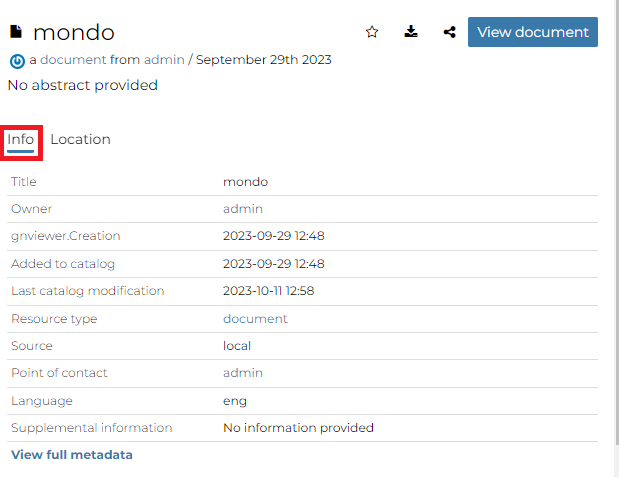 mondo
View document
a document from admin / September 29th 2023
No abstract provided
Info Location
Title mondo
Owner admin
gnviewer.Creation 2023-09-29 12:48
Added to catalog 2023-09-29 12:48
Last catalog modification 2023-10-11 12:58
Resource type document
Source local
Point of contact admin
Language eng
Supplemental information No information provided
View full metadata